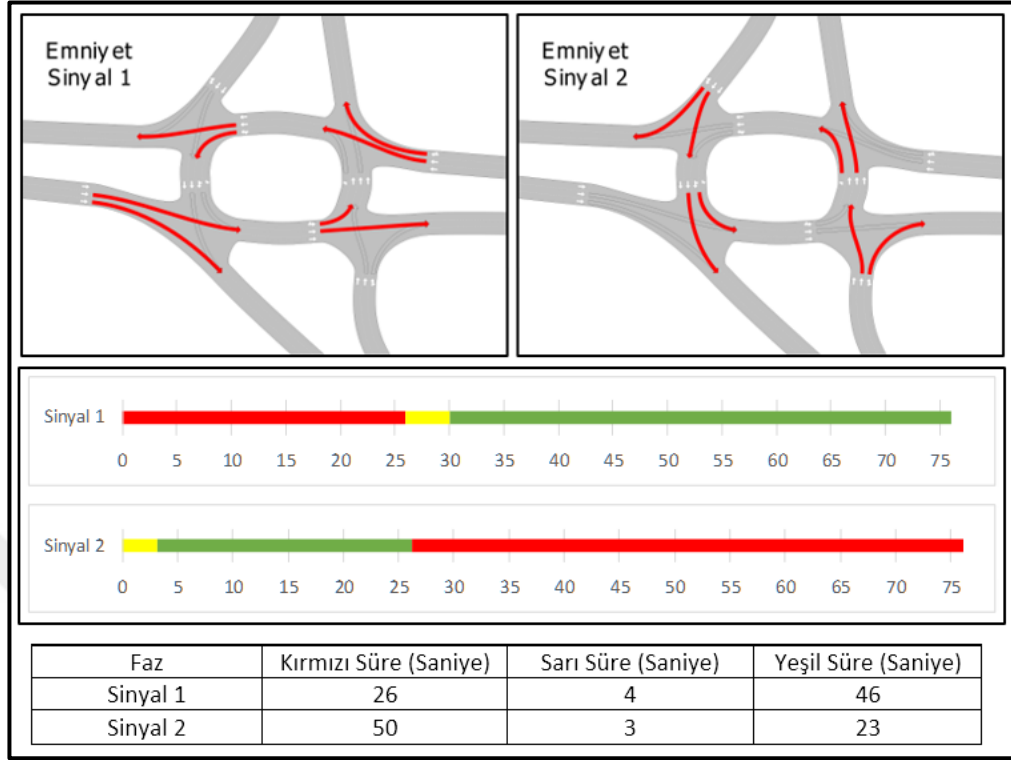 Emniyet
Sinyal 1
Emniyet
Sinyal 2
Sinyal 1
0 5 10 15 20 25 30 35 40 45 50 55 60 65 70 75
Sinyal 2
0 5 10 15 20 25 30 35 40 45 50 55 60 65 70 75
Faz Kırmızı Süre (Saniye) Sarı Süre (Saniye) Yeşil Süre (Saniye)
Sinyal 1 26 4 46
Sinyal 2 50 3 23